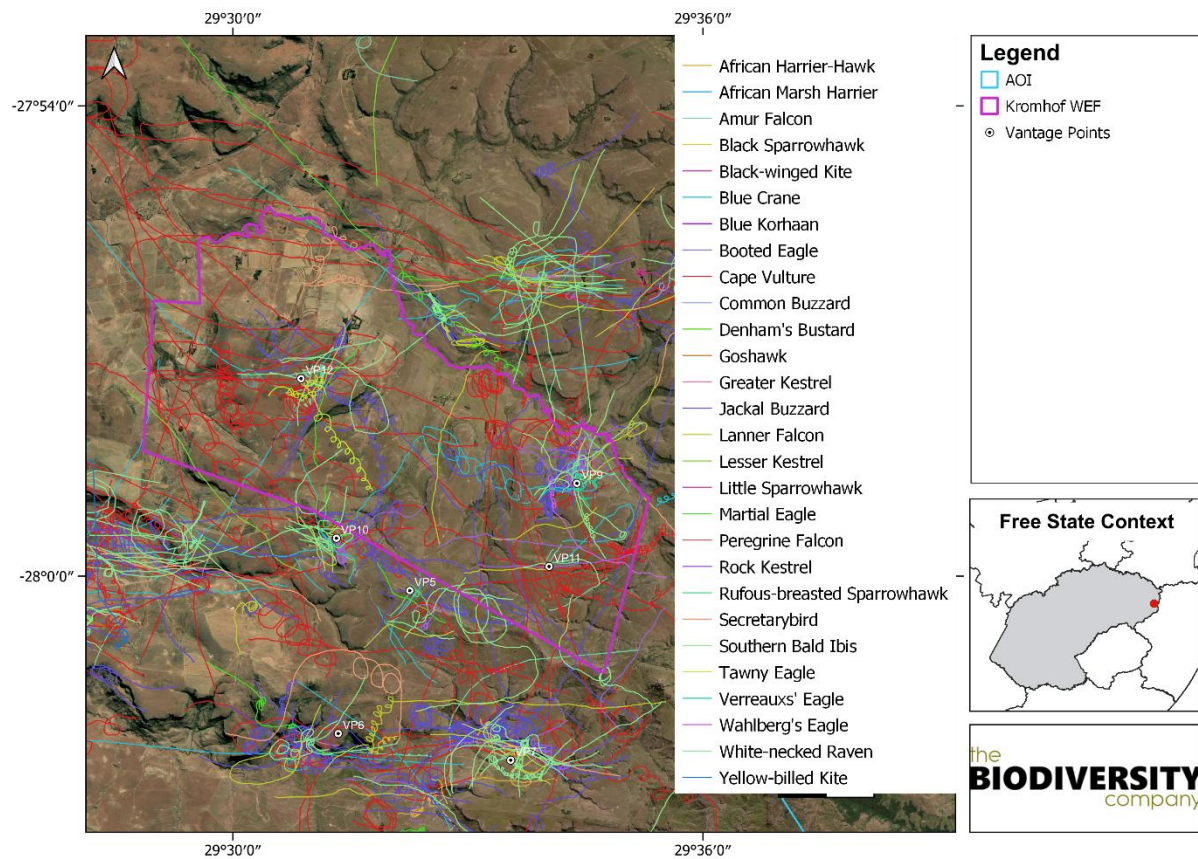 29°30′0″
29°36′0″
-27°54′0″
-28°0′0″
African Harrier-Hawk
African Marsh Harrier
Amur Falcon
Black Sparrowhawk
Black-winged Kite
Blue Crane
Blue Korhaan
Booted Eagle
Cape Vulture
Common Buzzard
Denham's Bustard
Goshawk
Greater Kestrel
Jackal Buzzard
Lanner Falcon
Lesser Kestrel
Little Sparrowhawk
Martial Eagle
Peregrine Falcon
Rock Kestrel
Rufous-breasted Sparrowhawk
Secretarybird
Southern Bald Ibis
Tawny Eagle
Verreauxs' Eagle
Wahlberg's Eagle
White-necked Raven
Yellow-billed Kite
VP12
VP9
VP10
VP11
VP5
VP6
VP7
29°30′0″
29°36′0″
Legend
AOI
Kromhof WEF
Vantage Points
Free State Context
the
BIODIVERSITY
company